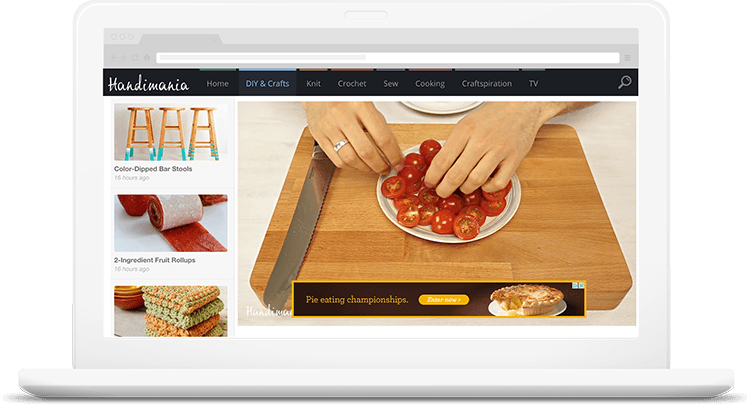 Handimania
Home DIY & Crafts Knit Crochet Sew Cooking Craftspiration TV
Color-Dipped Bar Stools
16 hours ago
2-Ingredient Fruit Rollups
16 hours ago
Pie eating championships. Enter now ›
Handimania